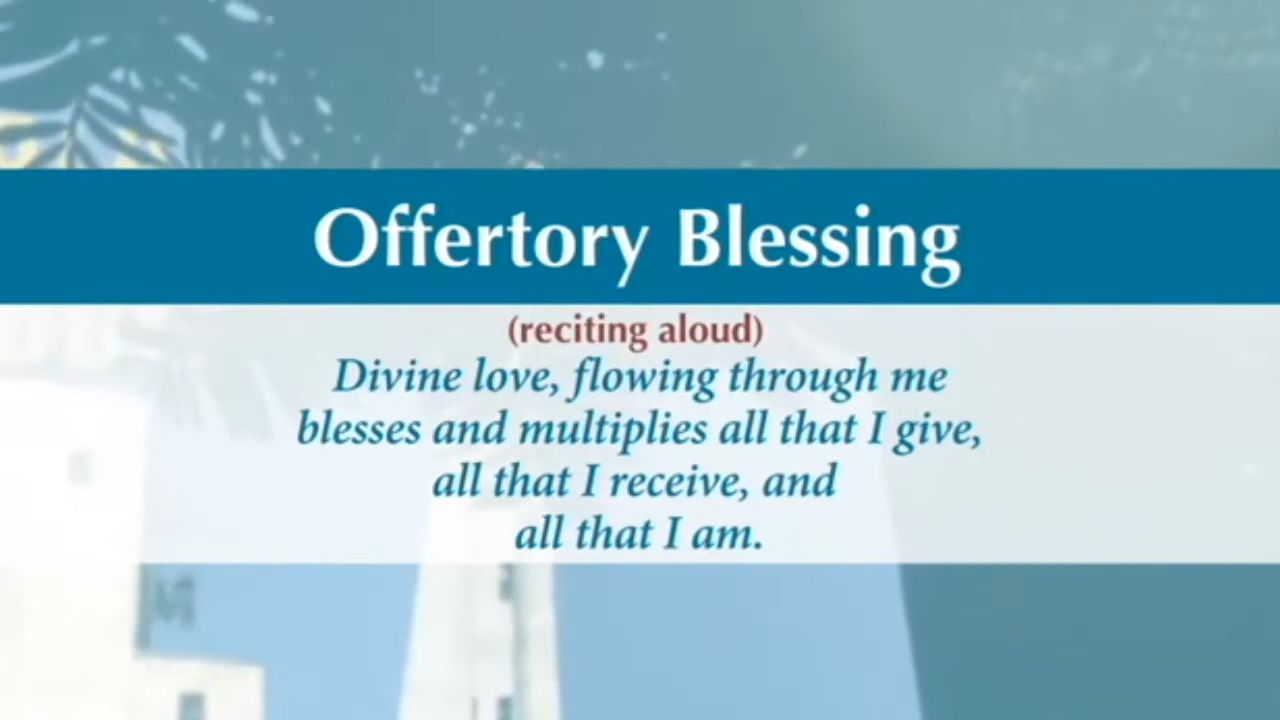 Offertory Blessing
(reciting aloud)
Divine love, flowing through me
blesses and multiplies all that I give,
all that I receive, and
all that I am.